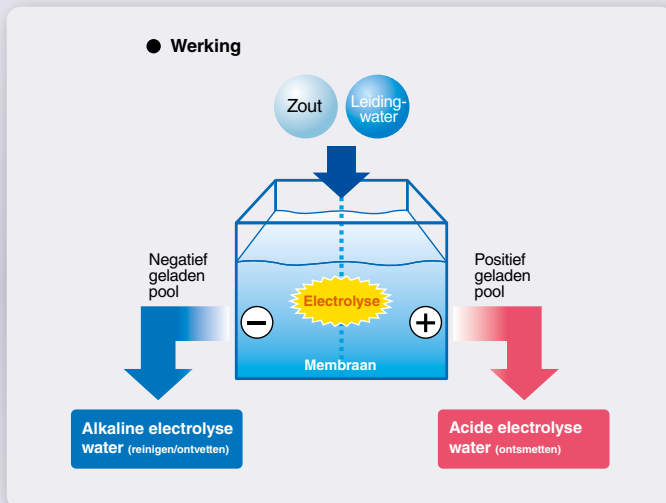 ● Werking
Zout
Leiding-
water
Negatief
geladen
pool
Positief
geladen
pool
Electrolyse
−
+
Membraan
Alkaline electrolyse
water (reinigen/ontvetten)
Acide electrolyse
water (ontsmetten)